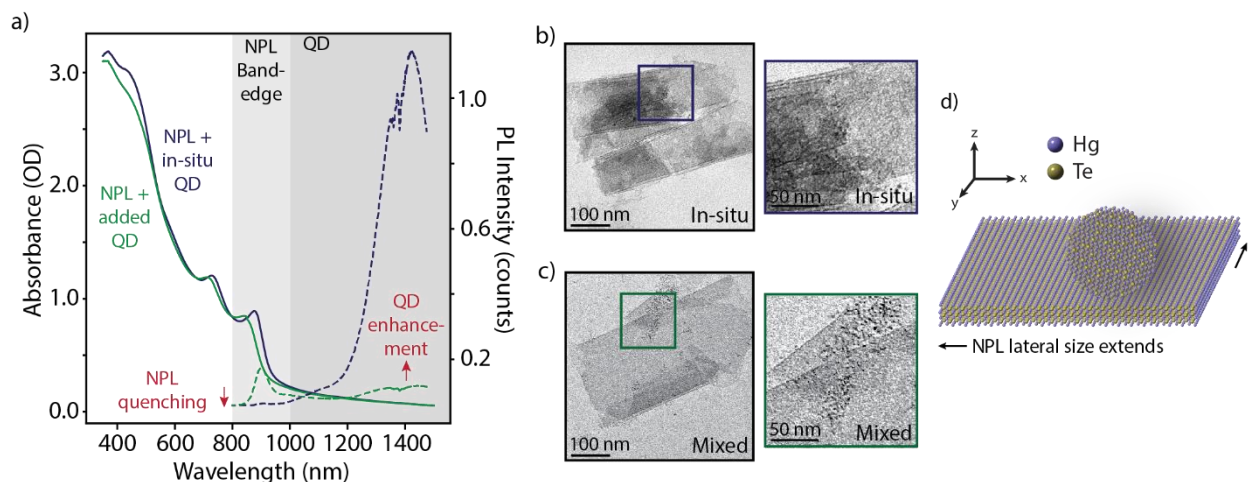 a)
Absorbance (OD)
3.0
2.0
1.0
0.0
NPL +
in-situ
QD
NPL +
added
QD
NPL
Band-
edge
QD
NPL
quenching
QD
enhance-
ment
1.0
0.6
0.2
PL Intensity (counts)
400
600
800
1000
1200
1400
Wavelength (nm)
b)
100 nm
In-situ
50 nm
In-situ
c)
100 nm
Mixed
50 nm
Mixed
d)
z
x
y
Hg
Te
NPL lateral size extends